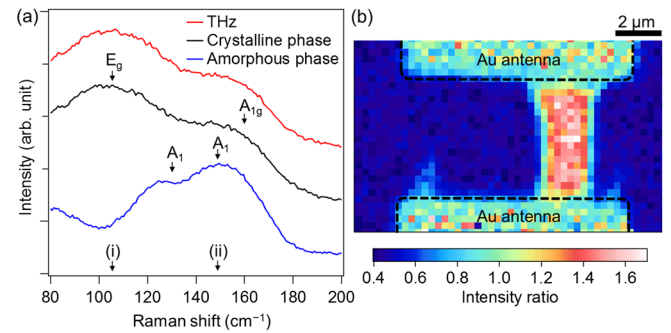 (a)
THz
Crystalline phase
Amorphous phase
Eg
A1g
A1
A1
(i)
(ii)
Intensity (arb. unit)
80 100 120 140 160 180 200
Raman shift (cm−1)
(b)
2 μm
Au antenna
Au antenna
0.4 0.6 0.8 1.0 1.2 1.4 1.6
Intensity ratio